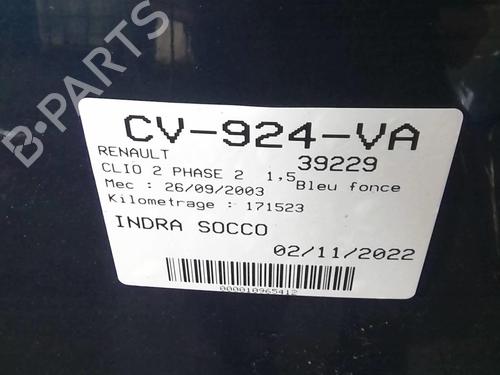 B-PARTS
CV-924-VA
RENAULT 39229
CLIO 2 PHASE 2 1,5 Bleu fonce
Mec : 26/09/2003
Kilometrage : 171523
INDRA SOCCO
02/11/2022
000018965412